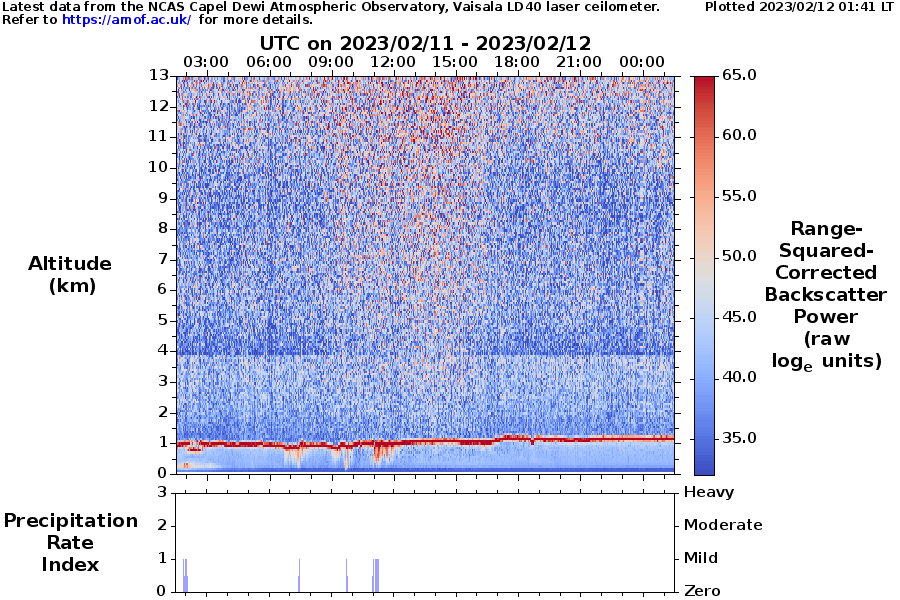 Latest data from the NCAS Capel Dewi Atmospheric Observatory, Vaisala LD40 laser ceilometer. Plotted 2023/02/12 01:41 LT
Refer to https://amof.ac.uk/ for more details.
UTC on 2023/02/11 - 2023/02/12
03:00 06:00 09:00 12:00 15:00 18:00 21:00 00:00
13
12
11
10
9
8
7
6
5
4
3
2
1
0
Altitude
(km)
65.0
60.0
55.0
50.0
45.0
40.0
35.0
Range-
Squared-
Corrected
Backscatter
Power
(raw
logₑ units)
3
2
1
0
Precipitation
Rate
Index
Heavy
Moderate
Mild
Zero